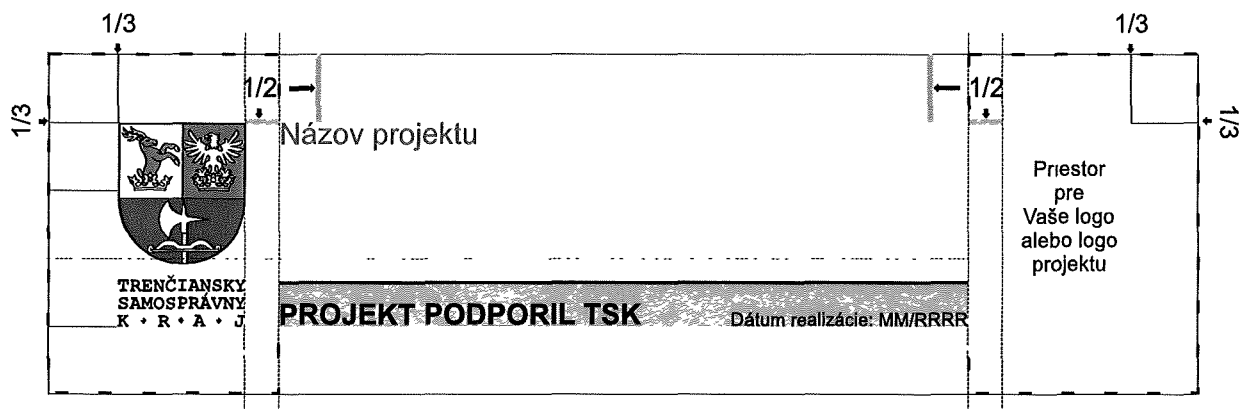 1/3
1/3
1/2
1/2
1/3
1/3
Názov projektu
Priestor
pre
Vaše logo
alebo logo
projektu
TRENČIANSKY
SAMOSPRÁVNY
K • R • A • J
PROJEKT PODPORIL TSK
Dátum realizácie: MM/RRRR